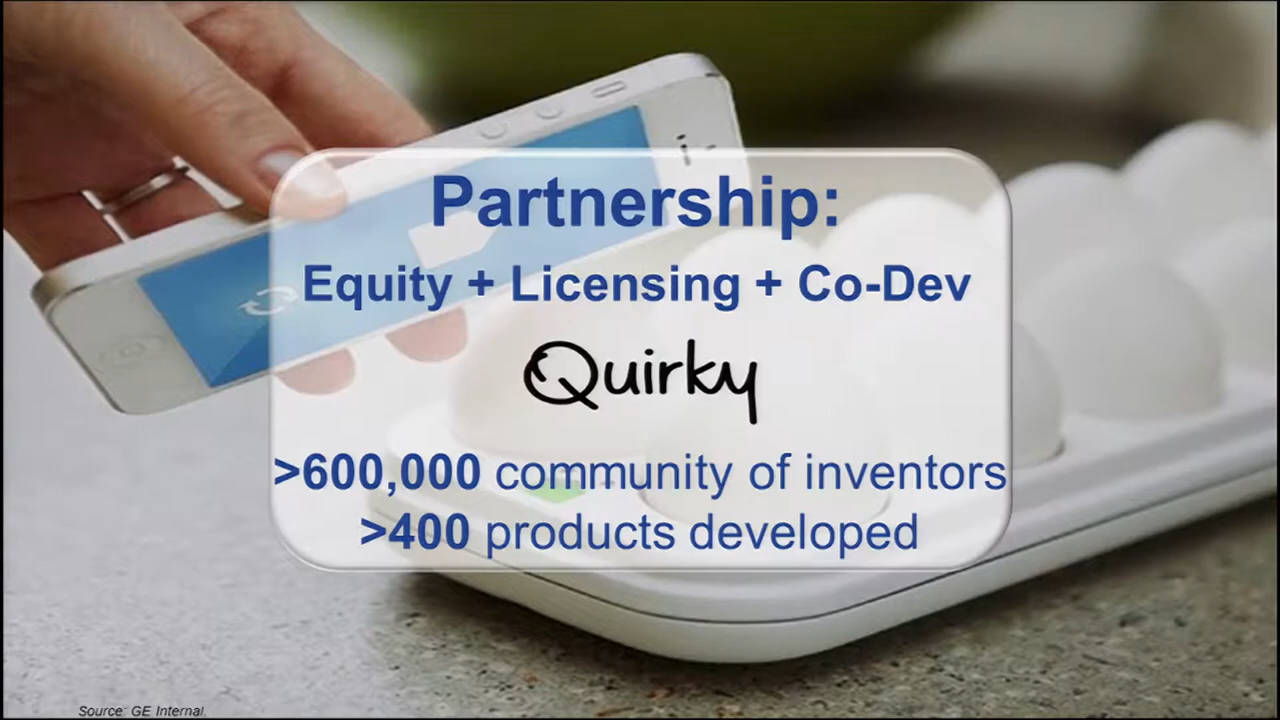 Partnership:
Equity + Licensing + Co-Dev
Quirky
>600,000 community of inventors
>400 products developed
Source: GE Internal.